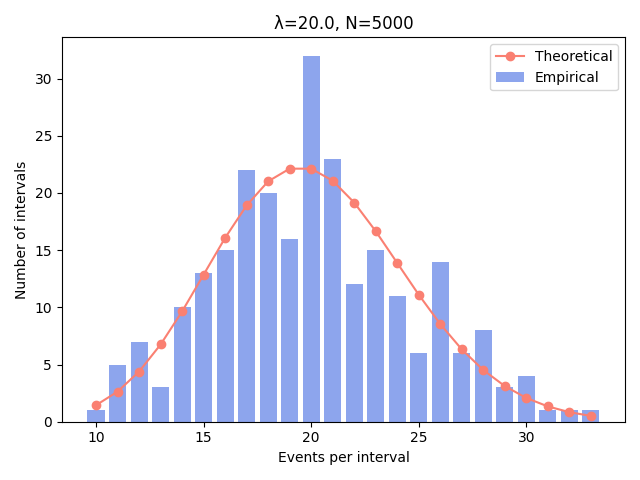 λ=20.0, N=5000
Theoretical
Empirical
Number of intervals
30
25
20
15
10
5
0
10 15 20 25 30
Events per interval